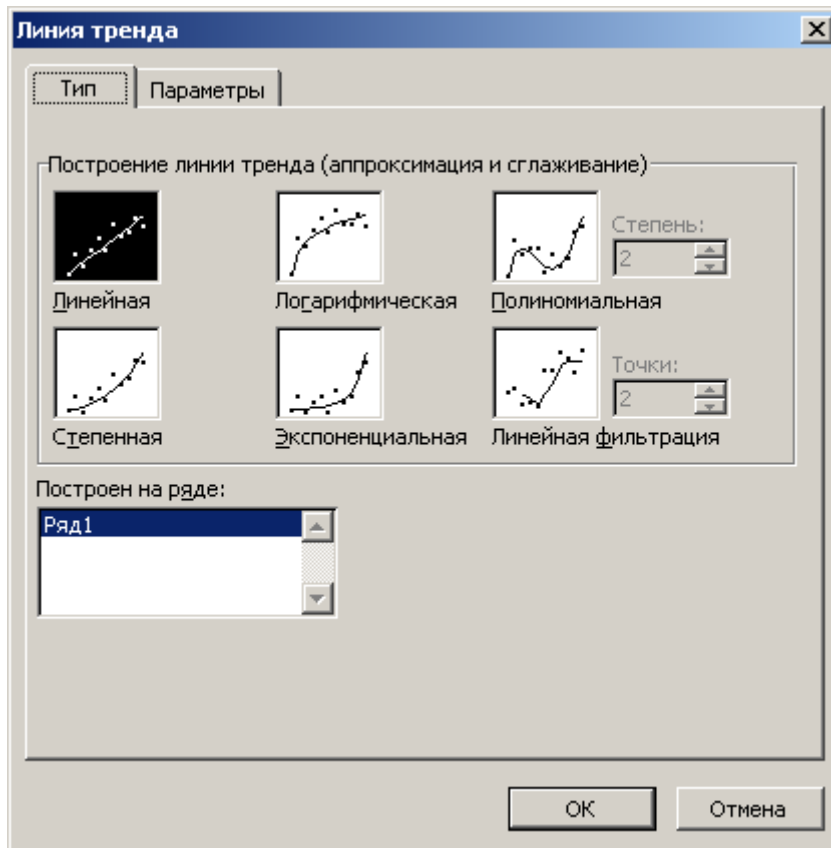 Линия тренда
Тип
Параметры
Построение линии тренда (аппроксимация и сглаживание)
Линейная
Логарифмическая
Полиномиальная
Степень:
2
Степенная
Экспоненциальная
Линейная фильтрация
Точки:
2
Построен на ряде:
Ряд1
ОК
Отмена